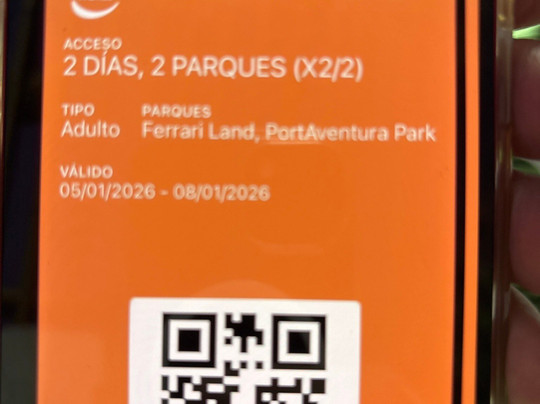 ACCESO
2 DÍAS, 2 PARQUES (X2/2)
TIPO PARQUES
Adulto Ferrari Land, PortAventura Park
VÁLIDO
05/01/2026 - 08/01/2026